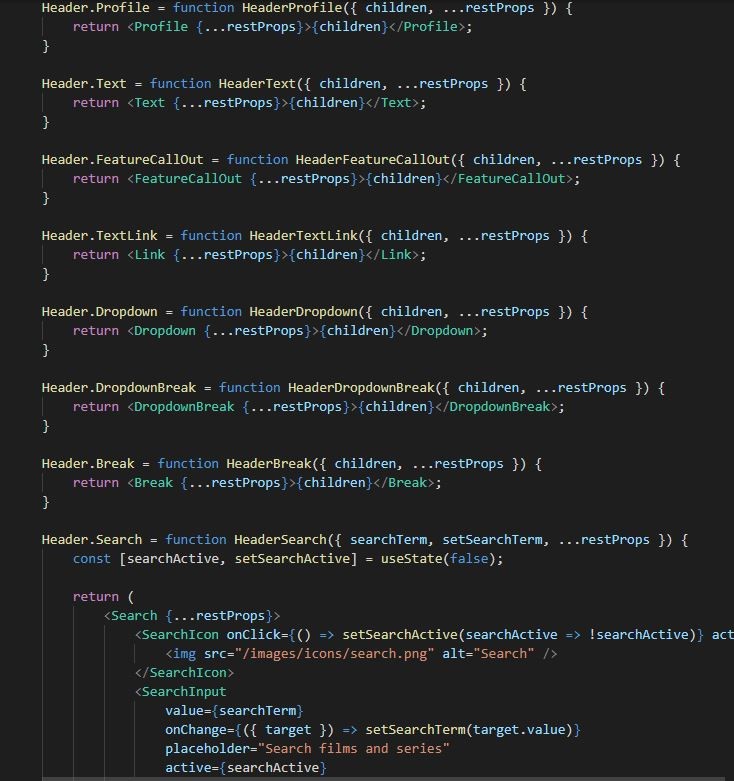 Header.Profile = function HeaderProfile({ children, ...restProps }) {
    return <Profile {...restProps}>{children}</Profile>;
}

Header.Text = function HeaderText({ children, ...restProps }) {
    return <Text {...restProps}>{children}</Text>;
}

Header.FeatureCallOut = function HeaderFeatureCallOut({ children, ...restProps }) {
    return <FeatureCallOut {...restProps}>{children}</FeatureCallOut>;
}

Header.TextLink = function HeaderTextLink({ children, ...restProps }) {
    return <Link {...restProps}>{children}</Link>;
}

Header.Dropdown = function HeaderDropdown({ children, ...restProps }) {
    return <Dropdown {...restProps}>{children}</Dropdown>;
}

Header.DropdownBreak = function HeaderDropdownBreak({ children, ...restProps }) {
    return <DropdownBreak {...restProps}>{children}</DropdownBreak>;
}

Header.Break = function HeaderBreak({ children, ...restProps }) {
    return <Break {...restProps}>{children}</Break>;
}

Header.Search = function HeaderSearch({ searchTerm, setSearchTerm, ...restProps }) {
    const [searchActive, setSearchActive] = useState(false);

    return (
        <Search {...restProps}>
            <SearchIcon onClick={() => setSearchActive(searchActive => !searchActive)} act
                <img src="/images/icons/search.png" alt="Search" />
            </SearchIcon>
            <SearchInput
                value={searchTerm}
                onChange={({ target }) => setSearchTerm(target.value)}
                placeholder="Search films and series"
                active={searchActive}